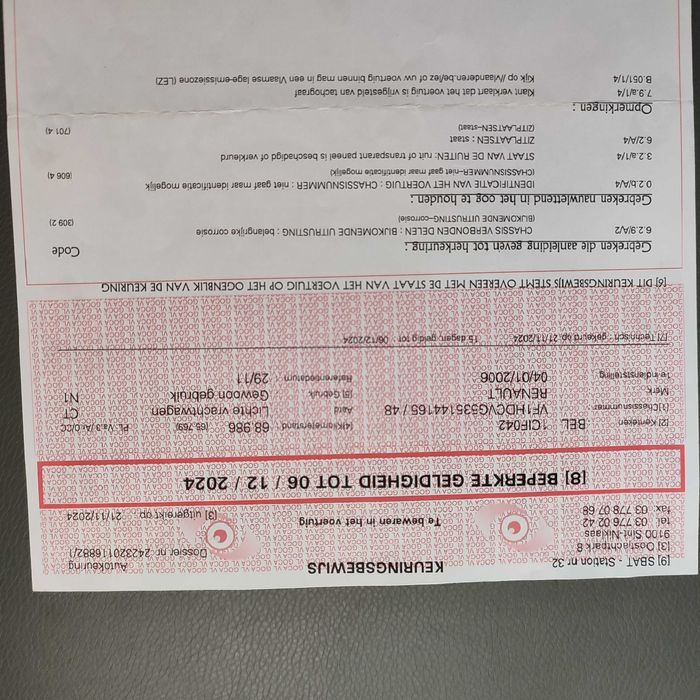 [9] SBAT - Station nr 32
KEURINGSBEWIJS
Autokeuring
[3] Oostjachtpark 8
9100 Sint-Niklaas
tel 03 776 02 42
fax 03 778 07 68
Te bewaren in het voertuig
Dossier nr. 24320116882/1
[3] uitgereikt op : 21/11/2024
[8] BEPERKTE GELDIGHEID TOT 06 / 12 / 2024
[2] Kenteken : BEL 1CIF042
[4] Kilometerstand : 68.986 (65.769)
PL Va3/A/0/CC
[1] Chassisnummer: VF1HDCVG535144165 / 48
Aard : Lichte vrachtwagen CT
Merk : RENAULT
[5] Gebruik : Gewoon gebruik N1
1e indienststelling : 04/01/2006
Referentiedatum : 29/11
[7] Technisch : gekeurd op: 21/11/2024
15 dagen, geldig tot : 06/12/2024
[6] DIT KEURINGSBEWIJS STEMT OVEREEN MET DE STAAT VAN HET VOERTUIG OP HET OGENBLIK VAN DE KEURING
Gebreken die aanleiding geven tot herkeuring :
Code
6.2.9/A/2 CHASSIS VERBONDEN DELEN : BIJKOMENDE UITRUSTING : belangrijke corrosie
(BIJKOMENDE UITRUSTING--corrosie) (309 2)
Gebreken nauwlettend in het oog te houden :
0.2.b/A/4 IDENTIFICATIE VAN HET VOERTUIG : CHASSISNUMMER : niet gaaf maar identificatie mogelijk
(CHASSISNUMMER--niet gaaf maar identificatie mogelijk) (606 4)
3.2.a/1/4 STAAT VAN DE RUITEN: ruit of transparant paneel is beschadigd of verkleurd
6.2/A/4 ZITPLAATSEN : staat
(ZITPLAATSEN--staat) (701 4)
Opmerkingen :
7.9.a/1/4 Klant verklaart dat het voertuig is vrijgesteld van tachograaf
B.051/1/4 Kijk op //vlaanderen.be/lez of uw voertuig binnen mag in een Vlaamse lage-emissiezone (LEZ)